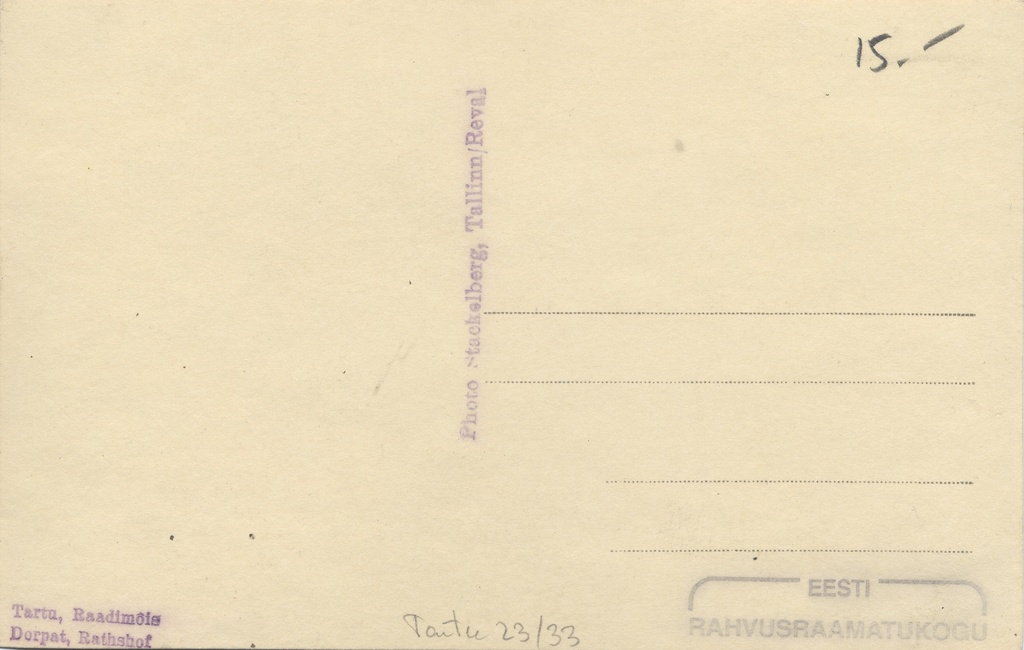 15.-
Photo Stackelberg, Tallinn/Reval
Tartu, Raadimõis
Dorpat, Rathshof
Tartu 23/33
EESTI
RAHVUSRAAMATUKOGU